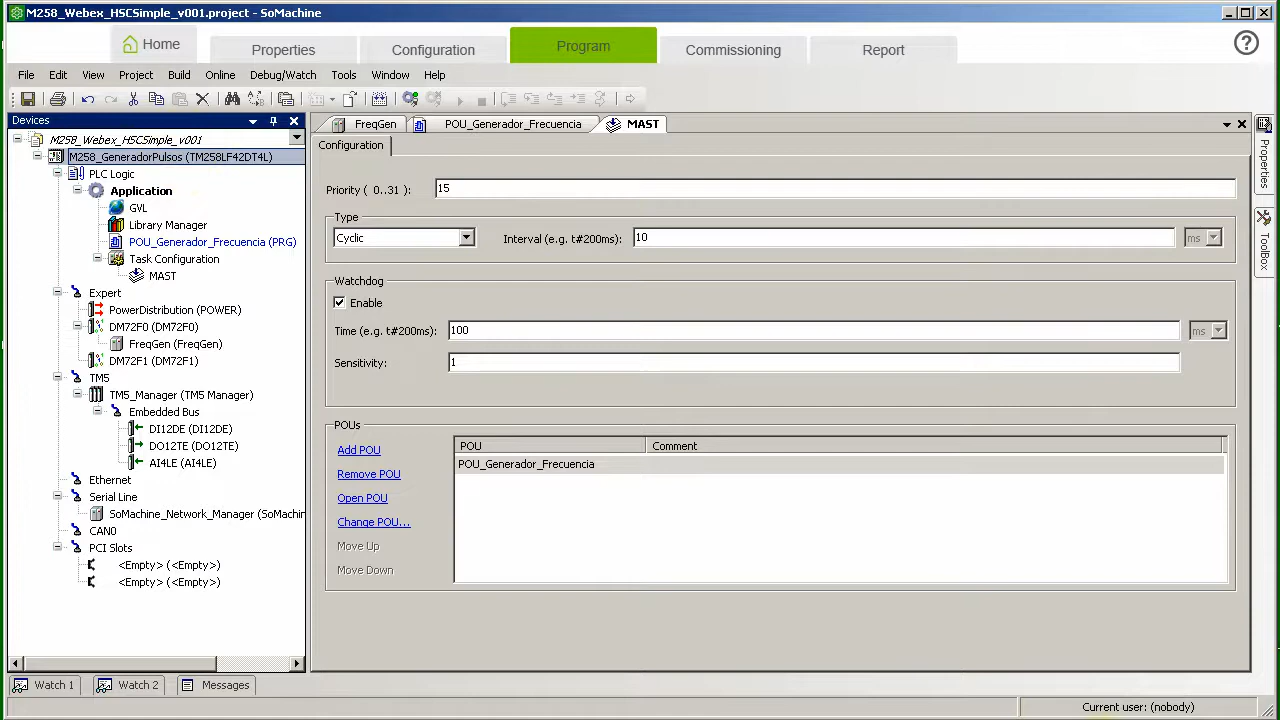 M258_Webex_HSCSimple_v001.project - SoMachine
Home
Properties
Configuration
Program
Commissioning
Report
File Edit View Project Build Online Debug/Watch Tools Window Help
Devices
M258_Webex_HSCSimple_v001
M258_GeneradorPulsos (TM258LF42DT4L)
PLC Logic
Application
GVL
Library Manager
POU_Generador_Frecuencia (PRG)
Task Configuration
MAST
Expert
PowerDistribution (POWER)
DM72F0 (DM72F0)
FreqGen (FreqGen)
DM72F1 (DM72F1)
TM5
TM5_Manager (TM5 Manager)
Embedded Bus
DI12DE (DI12DE)
DO12TE (DO12TE)
AI4LE (AI4LE)
Ethernet
Serial Line
SoMachine_Network_Manager (SoMachin
CAN0
PCI Slots
<Empty> (<Empty>)
<Empty> (<Empty>)
FreqGen
POU_Generador_Frecuencia
MAST
Configuration
Priority ( 0..31 ): 15
Type
Cyclic
Interval (e.g. t#200ms): 10 ms
Watchdog
Enable
Time (e.g. t#200ms): 100 ms
Sensitivity: 1
POUs
Add POU
Remove POU
Open POU
Change POU...
Move Up
Move Down
POU Comment
POU_Generador_Frecuencia
Properties
ToolBox
Watch 1
Watch 2
Messages
Current user: (nobody)